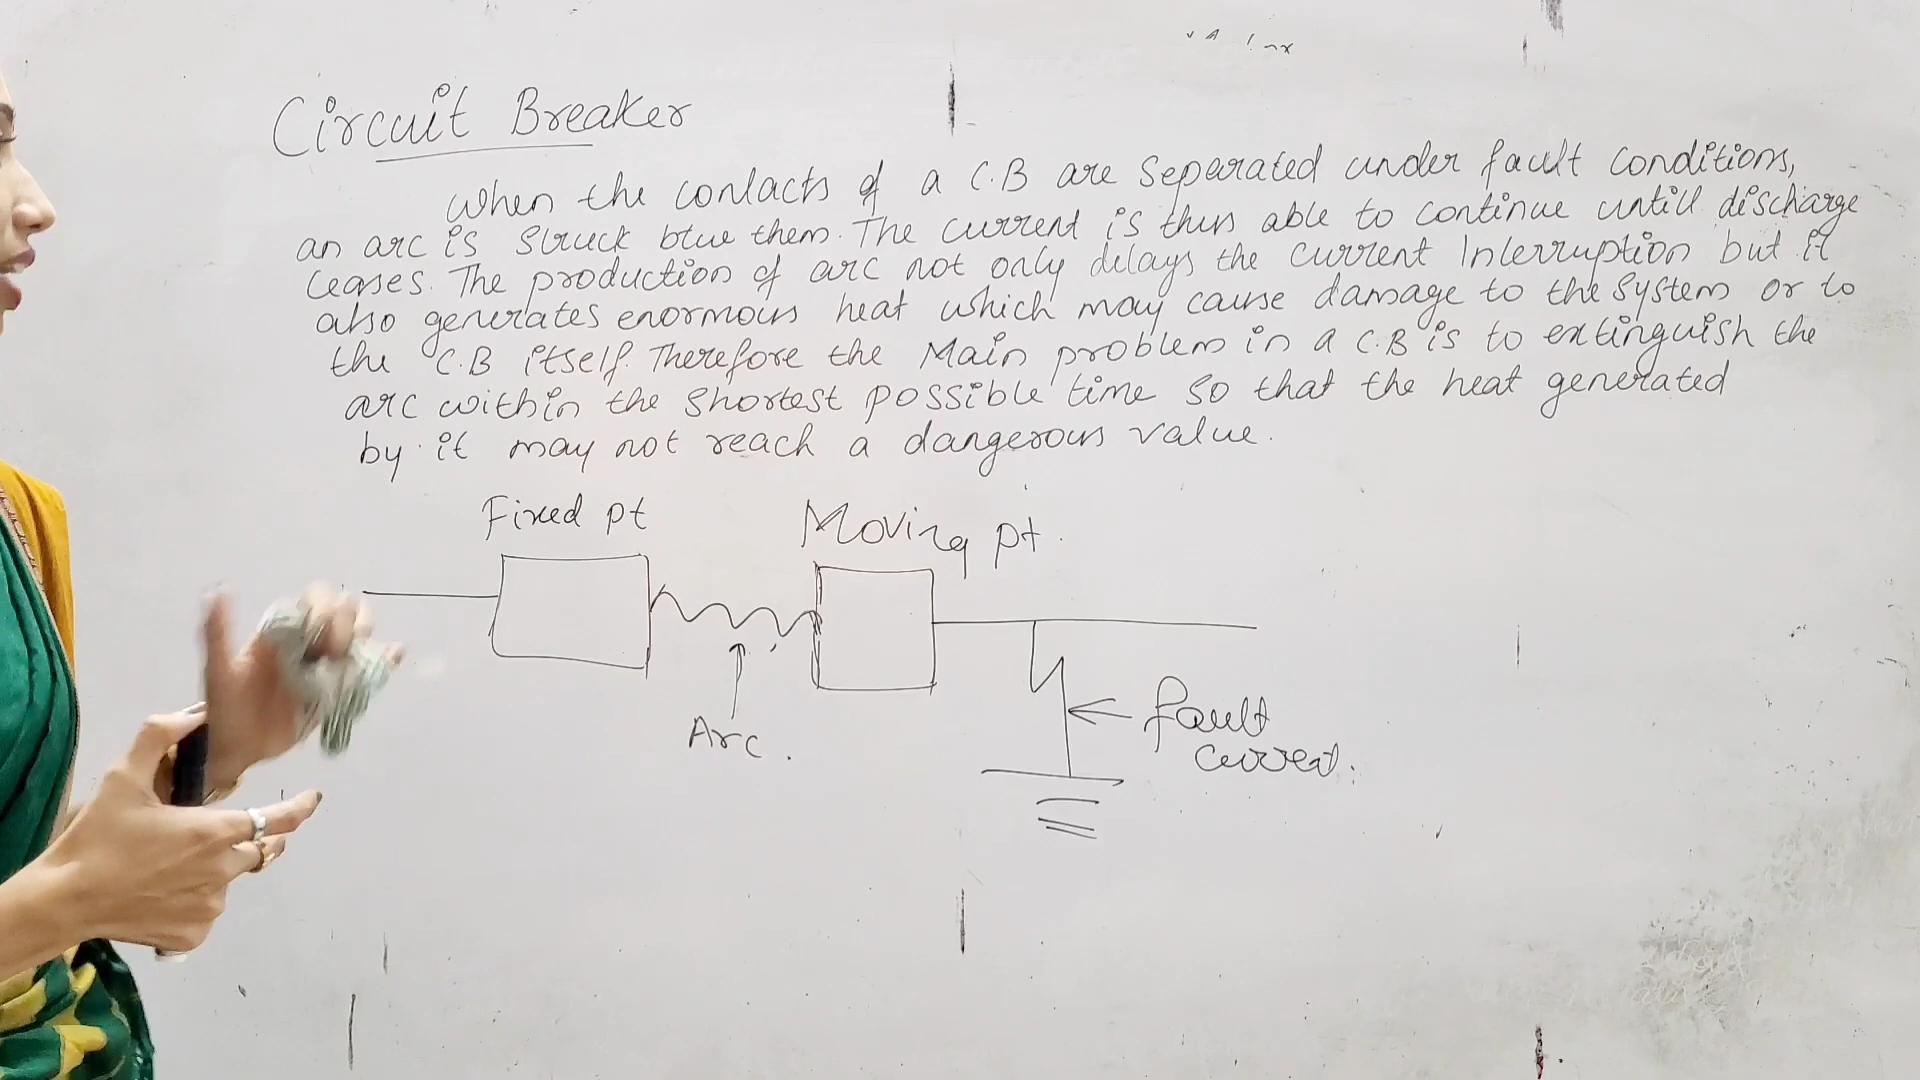 Circuit Breaker
When the contacts of a C.B are separated under fault conditions,
an arc is struck btw them. The current is thus able to continue untill discharge
ceases. The production of arc not only delays the current Interruption but it
also generates enormous heat which may cause damage to the system or to
the C.B itself. Therefore the Main problem in a C.B is to extinguish the
arc within the shortest possible time so that the heat generated
by it may not reach a dangerous value.
Fixed pt
Moving pt.
Arc.
fault
current.